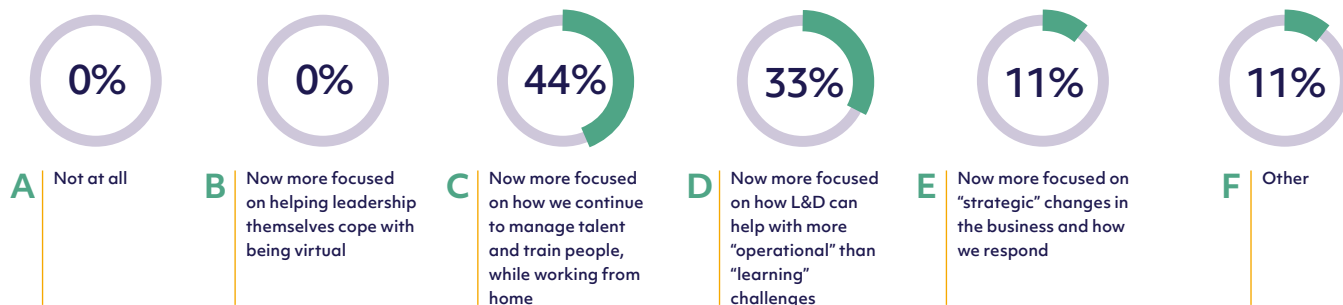 0%
0%
44%
33%
11%
11%
A
Not at all
B
Now more focused
on helping leadership
themselves cope with
being virtual
C
Now more focused
on how we continue
to manage talent
and train people,
while working from
home
D
Now more focused
on how L&D can
help with more
“operational” than
“learning”
challenges
E
Now more focused on
“strategic” changes in
the business and how
we respond
F
Other